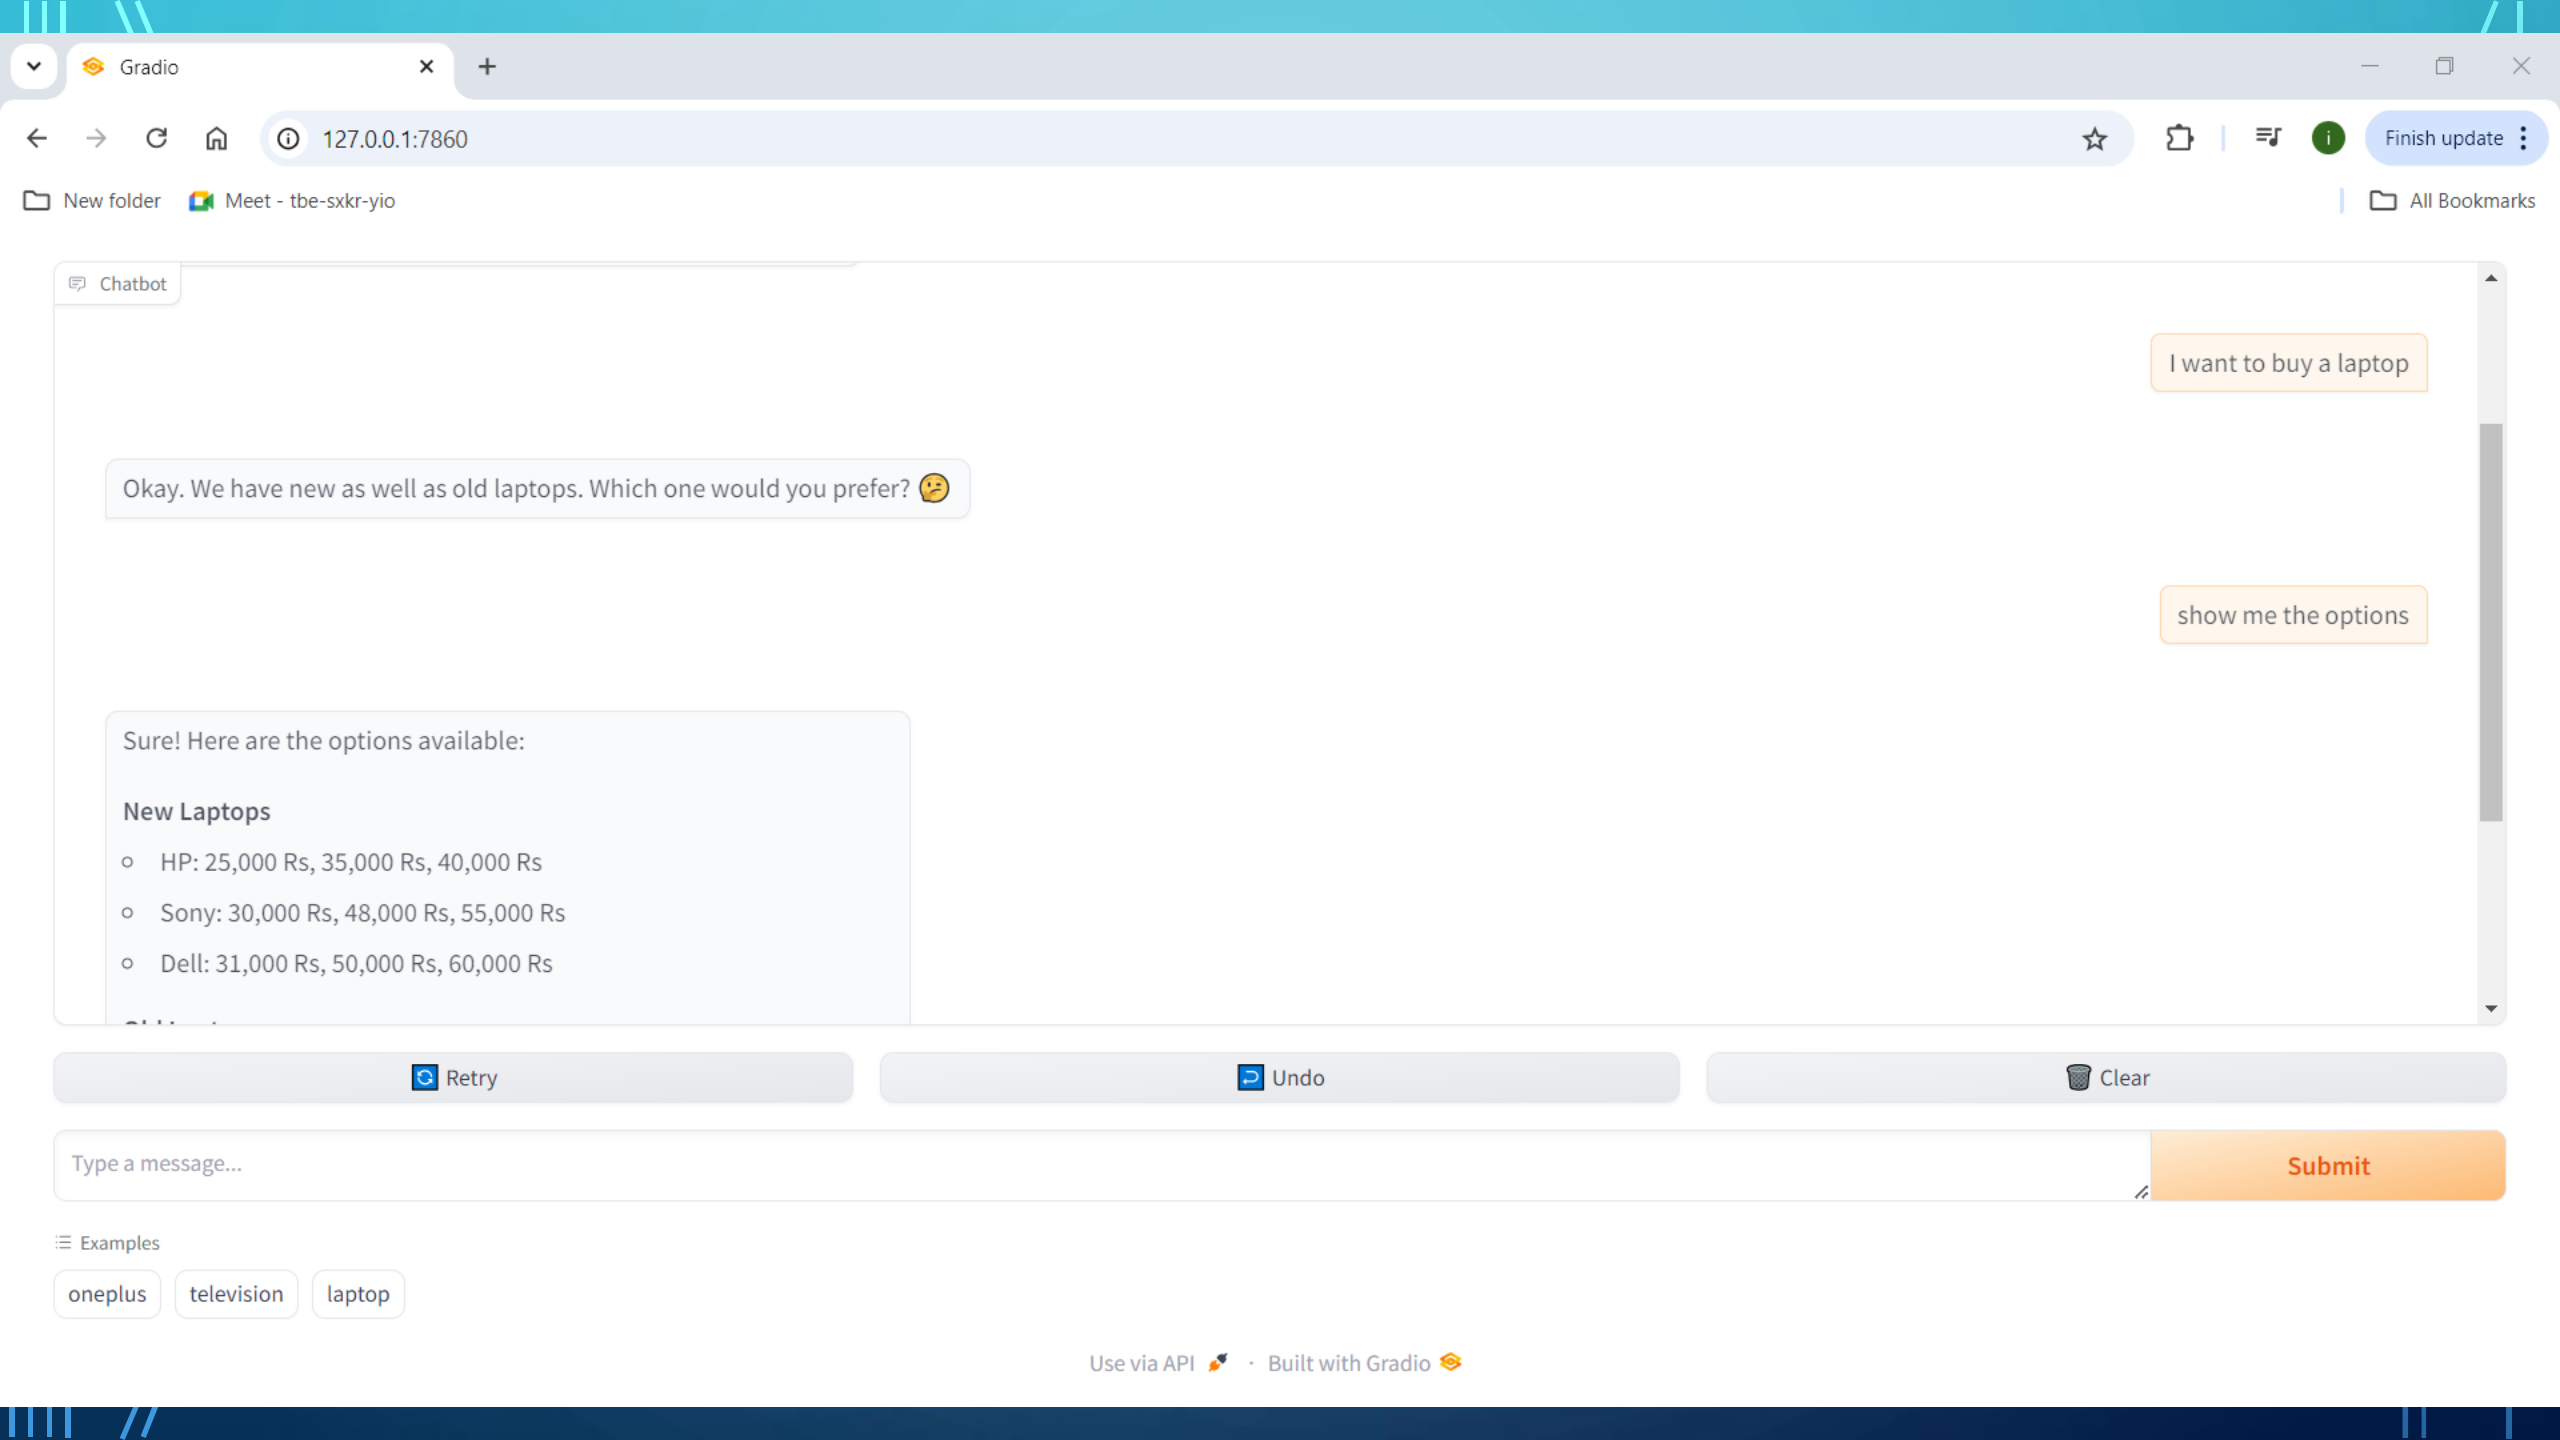 Gradio
127.0.0.1:7860
i
Finish update
New folder
Meet - tbe-sxkr-yio
All Bookmarks
Chatbot
I want to buy a laptop
Okay. We have new as well as old laptops. Which one would you prefer? 🤔
show me the options
Sure! Here are the options available:
New Laptops
HP: 25,000 Rs, 35,000 Rs, 40,000 Rs
Sony: 30,000 Rs, 48,000 Rs, 55,000 Rs
Dell: 31,000 Rs, 50,000 Rs, 60,000 Rs
Retry
Undo
Clear
Type a message...
Submit
Examples
oneplus
television
laptop
Use via API · Built with Gradio